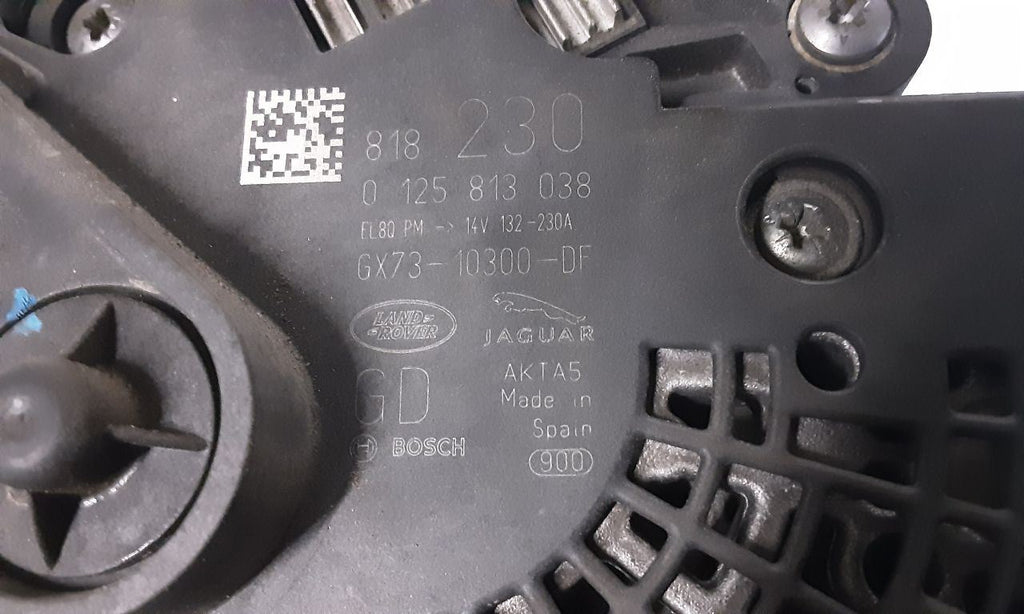 818 230
0 125 813 038
EL8Q PM -> 14V 132-230A
GX73-10300-DF
LAND-
-ROVER
JAGUAR
GD
AKTA5
Made in
Spain
BOSCH
900